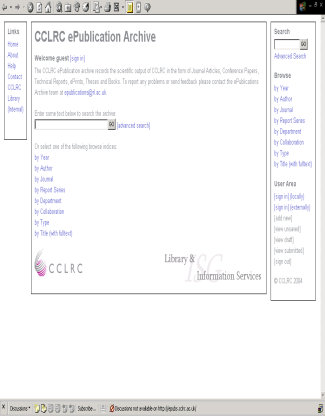 Links
Home
About
Help
Contact
CCLRC
Library
(Internal)
CCLRC ePublication Archive
Welcome guest [sign in]
The CCLRC ePublication archive records the scientific output of CCLRC in the form of Journal Articles, Conference Papers,
Technical Reports, ePrints, Theses and Books. To report any problems or send feedback please contact the ePublications
Archive team at epublications@rl.ac.uk
Enter some text below to search the archive:
GO [advanced search]
Or select one of the following browse indices:
by Year
by Author
by Journal
by Report Series
by Department
by Collaboration
by Type
by Title (with fulltext)
CCLRC
Library &
ISG
Information Services
Search
GO
Advanced Search
Browse
by Year
by Author
by Journal
by Report Series
by Department
by Collaboration
by Type
by Title (with fulltext)
User Area
[sign in] (locally)
[sign in] (externally)
[add new]
[view unsaved]
[view draft]
[view submitted]
[sign out]
© CCLRC 2004
Discussions
Subscribe...
Discussions not available on http://epubs.cclrc.ac.uk/